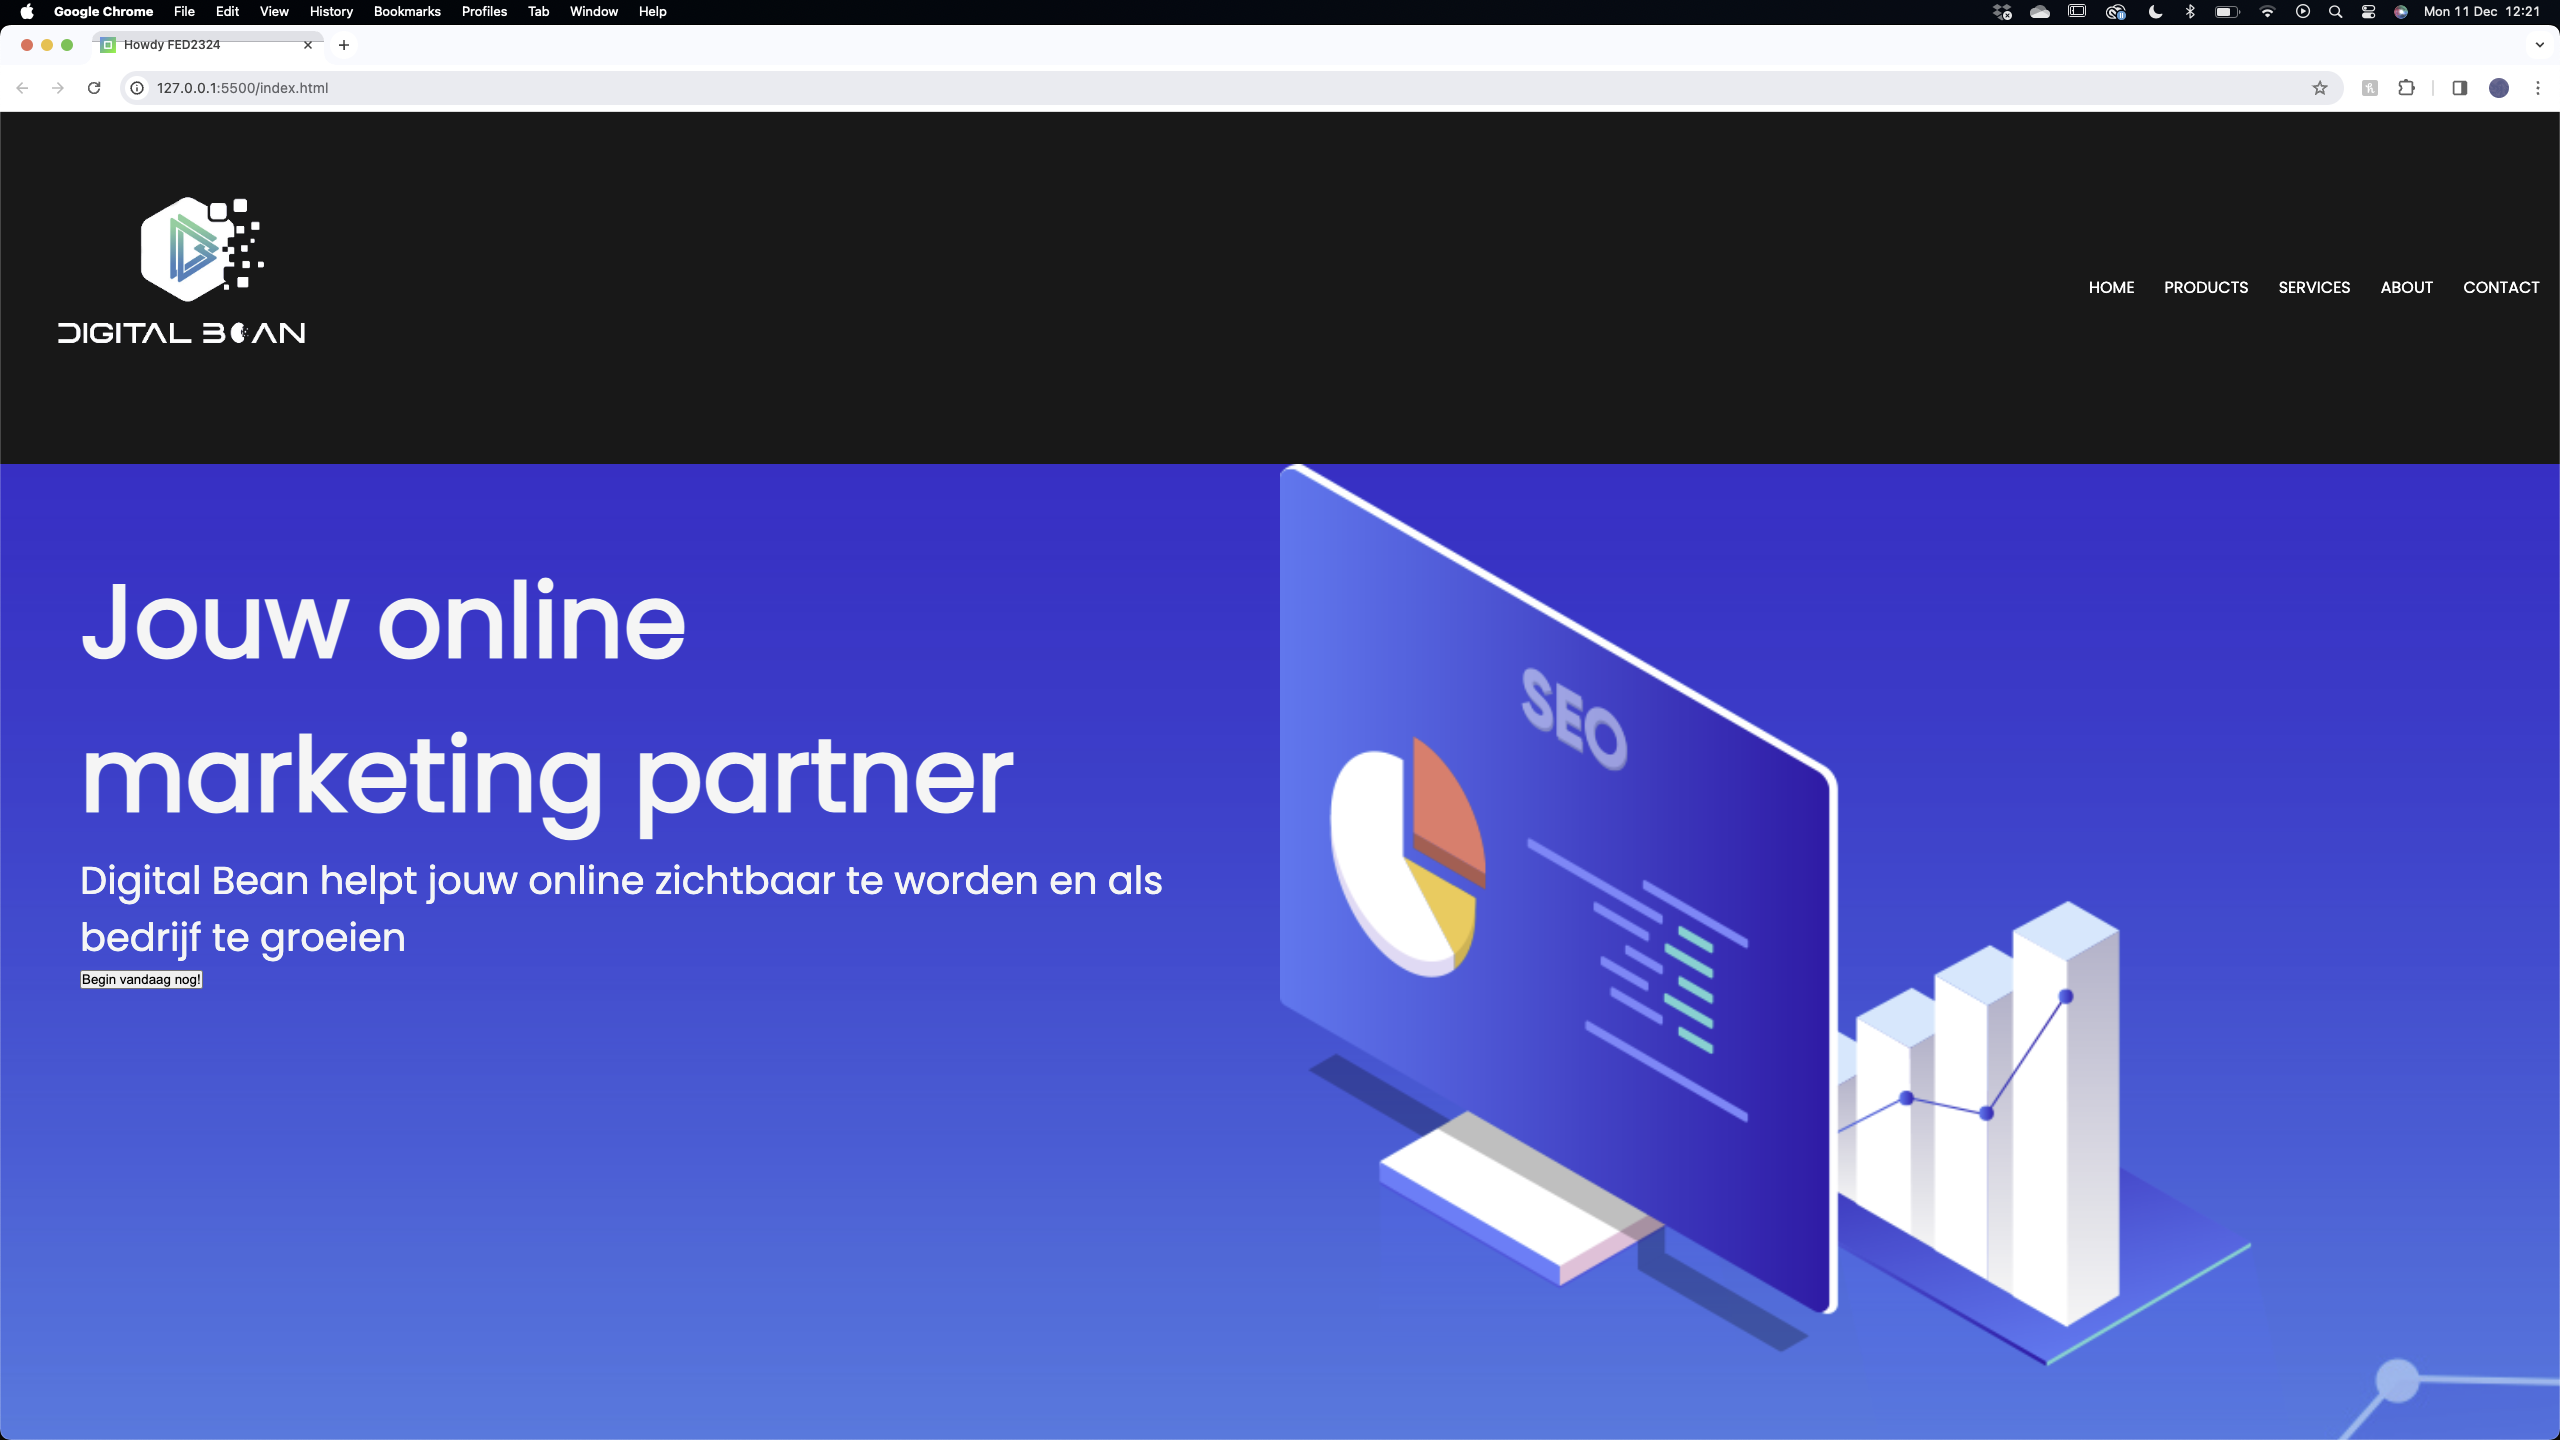 Google Chrome File Edit View History Bookmarks Profiles Tab Window Help Mon 11 Dec 12:21
Howdy FED2324
127.0.0.1:5500/index.html
DIGITAL BEAN
HOME PRODUCTS SERVICES ABOUT CONTACT
Jouw online
marketing partner
SEO
Digital Bean helpt jouw online zichtbaar te worden en als
bedrijf te groeien
Begin vandaag nog!